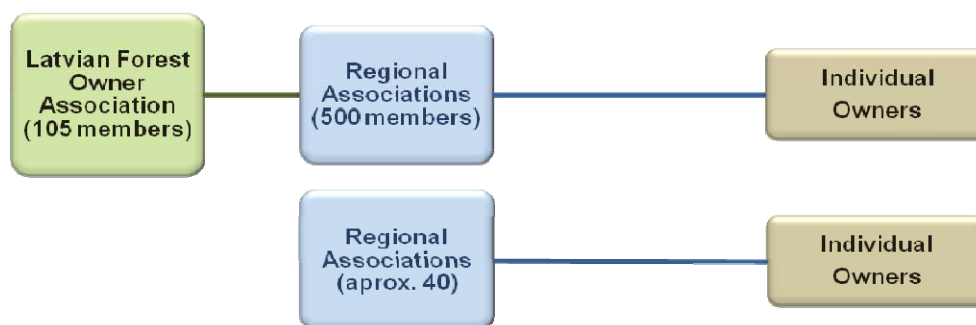 Latvian Forest
Owner
Association
(105 members)
Regional
Associations
(500 members)
Individual
Owners
Regional
Associations
(aprox. 40)
Individual
Owners